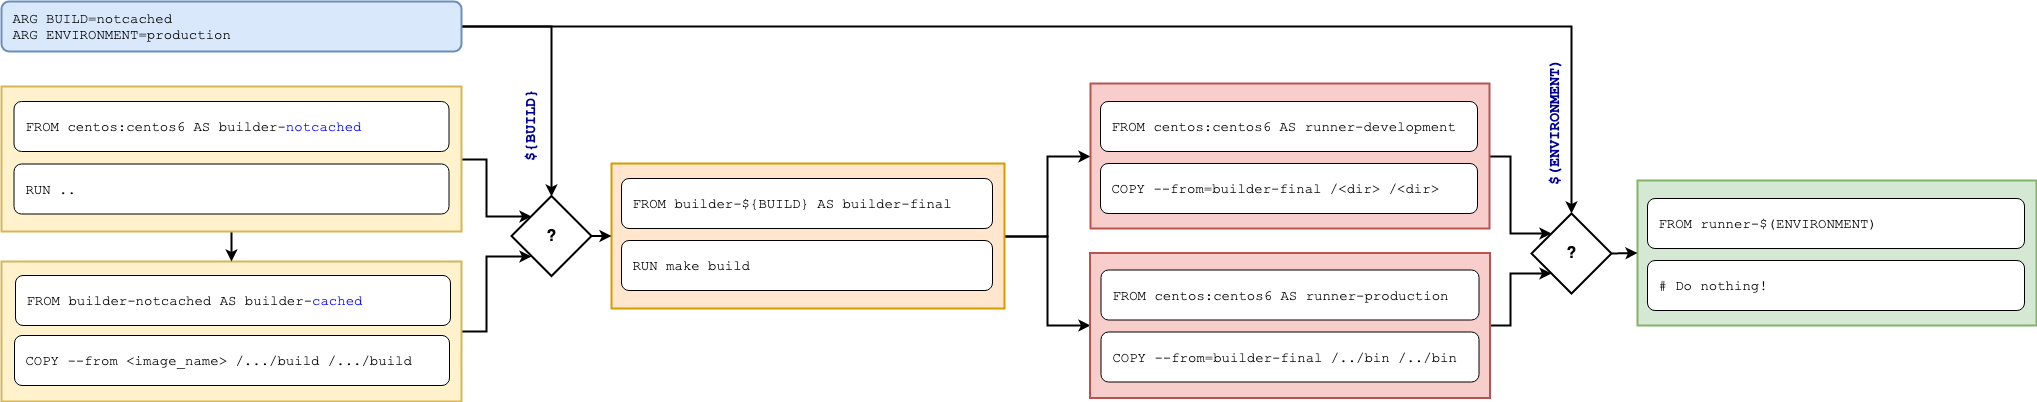 ARG BUILD=notcached
ARG ENVIRONMENT=production
FROM centos:centos6 AS builder-notcached
RUN ..
FROM builder-notcached AS builder-cached
COPY --from <image_name> /.../build /.../build
${BUILD}
?
FROM builder-${BUILD} AS builder-final
RUN make build
FROM centos:centos6 AS runner-development
COPY --from=builder-final /<dir> /<dir>
FROM centos:centos6 AS runner-production
COPY --from=builder-final /../bin /../bin
$(ENVIRONMENT)
?
FROM runner-$(ENVIRONMENT)
# Do nothing!